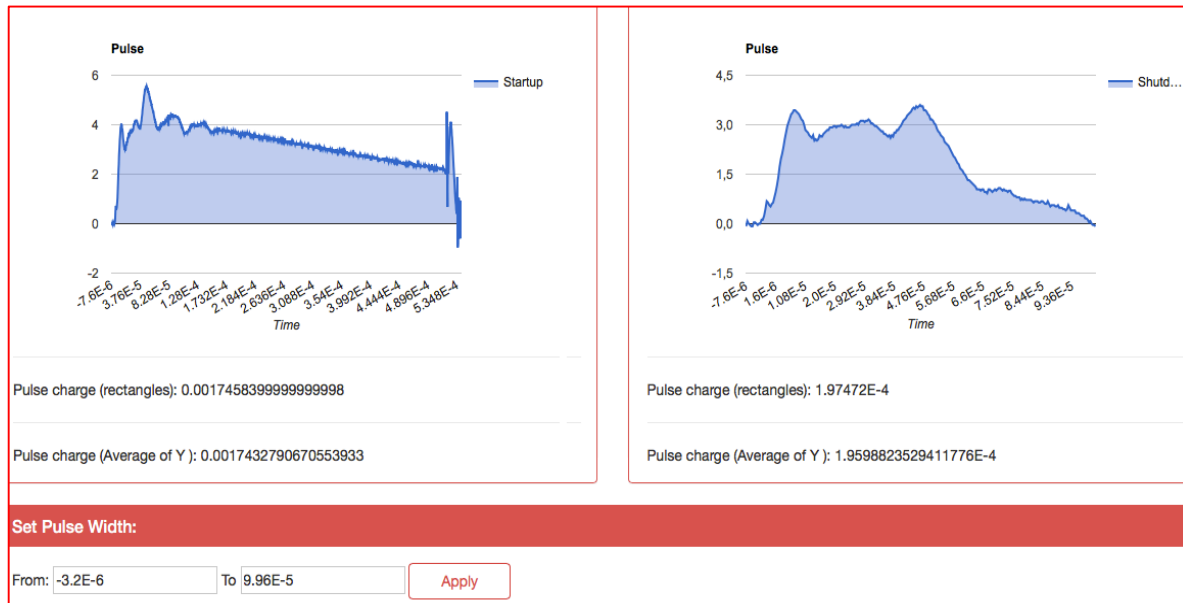 Pulse
6
4
2
0
-2
Startup
-7.6E-6
3.76E-5
8.28E-5
1.28E-4
1.732E-4
2.184E-4
2.636E-4
3.088E-4
3.54E-4
3.992E-4
4.444E-4
4.896E-4
5.348E-4
Time
Pulse charge (rectangles): 0.0017458399999999998
Pulse charge (Average of Y ): 0.0017432790670553933
Pulse
4,5
3,0
1,5
0,0
-1,5
Shutd...
-7.6E-6
1.6E-6
1.08E-5
2.0E-5
2.92E-5
3.84E-5
4.76E-5
5.68E-5
6.6E-5
7.52E-5
8.44E-5
9.36E-5
Time
Pulse charge (rectangles): 1.97472E-4
Pulse charge (Average of Y ): 1.9598823529411776E-4
Set Pulse Width:
From: -3.2E-6 To 9.96E-5 Apply